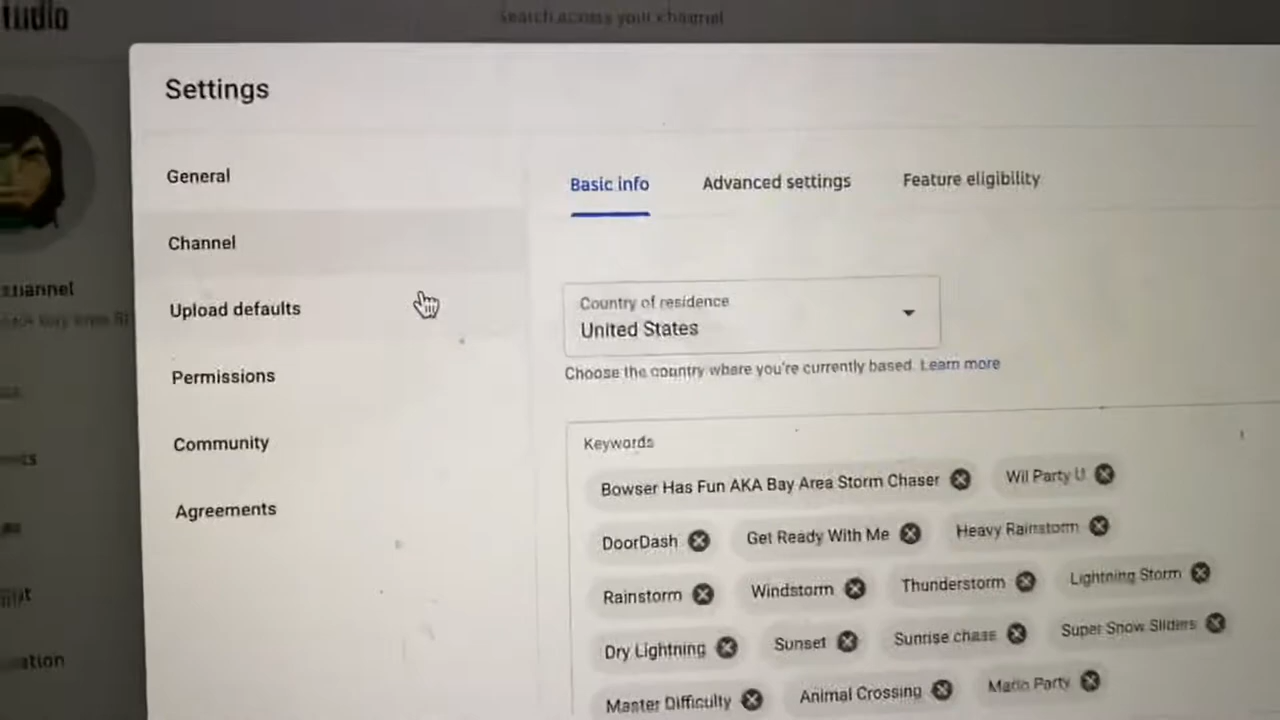 tudio
Search across your channel
Settings
General
Channel
Upload defaults
Permissions
Community
Agreements
Basic info
Advanced settings
Feature eligibility
Country of residence
United States
Choose the country where you're currently based. Learn more
Keywords
Bowser Has Fun AKA Bay Area Storm Chaser
Wil Party U
DoorDash
Get Ready With Me
Heavy Rainstorm
Rainstorm
Windstorm
Thunderstorm
Lightning Storm
Dry Lightning
Sunset
Sunrise chase
Super Snow Sliders
Master Difficulty
Animal Crossing
Mario Party